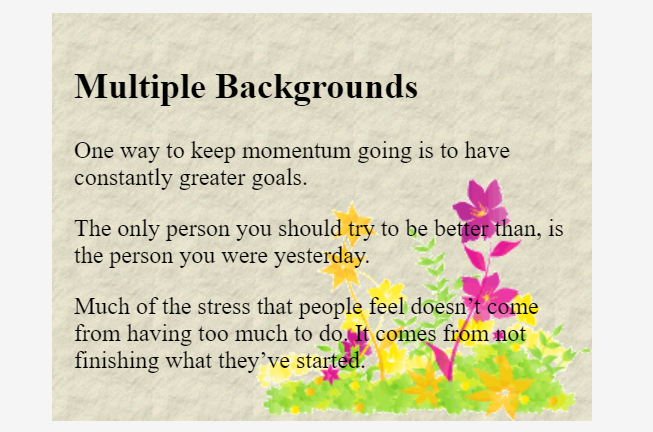 Multiple Backgrounds
One way to keep momentum going is to have
constantly greater goals.
The only person you should try to be better than, is
the person you were yesterday.
Much of the stress that people feel doesn’t come
from having too much to do. It comes from not
finishing what they’ve started.